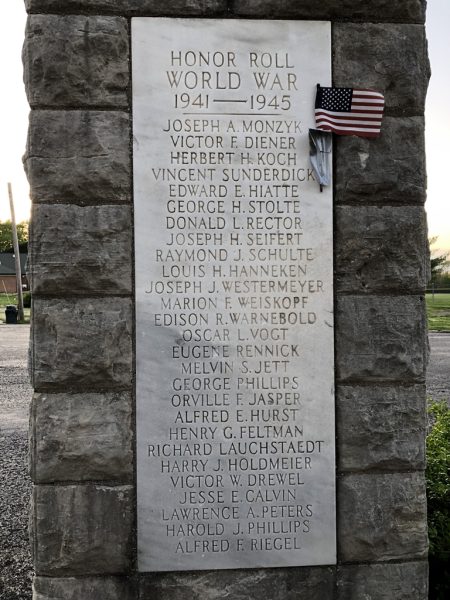 HONOR ROLL
WORLD WAR
1941—1945
JOSEPH A. MONZYK
VICTOR F. DIENER
HERBERT H. KOCH
VINCENT SUNDERDICK
EDWARD E. HIATTE
GEORGE H. STOLTE
DONALD L. RECTOR
JOSEPH H. SEIFERT
RAYMOND J. SCHULTE
LOUIS H. HANNEKEN
JOSEPH J. WESTERMEYER
MARION F. WEISKOPF
EDISON R. WARNEBOLD
OSCAR L. VOGT
EUGENE RENNICK
MELVIN S. JETT
GEORGE PHILLIPS
ORVILLE F. JASPER
ALFRED E. HURST
HENRY G. FELTMAN
RICHARD LAUCHSTAEDT
HARRY J. HOLDMEIER
VICTOR W. DREWEL
JESSE E. CALVIN
LAWRENCE A. PETERS
HAROLD J. PHILLIPS
ALFRED F. RIEGEL